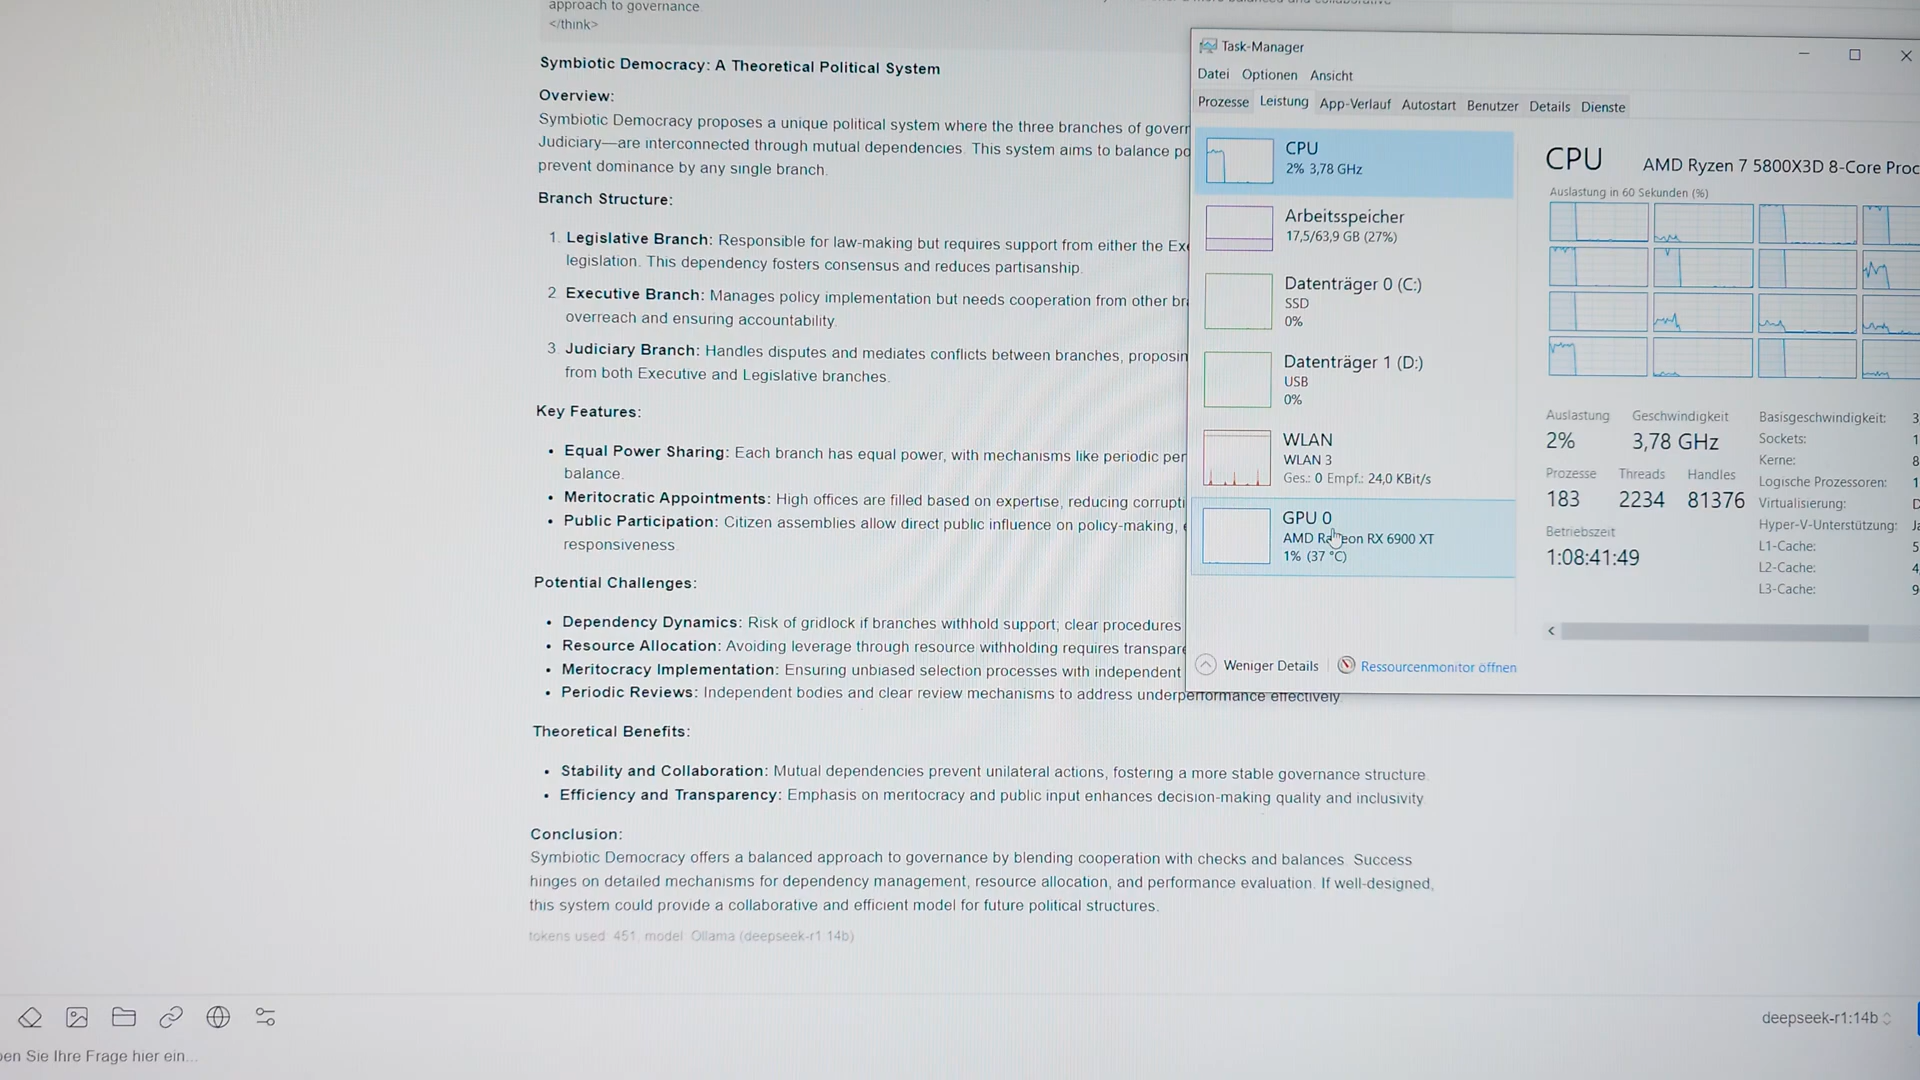 approach to governance
</think>
Symbiotic Democracy: A Theoretical Political System
Overview:
Symbiotic Democracy proposes a unique political system where the three branches of govern
Judiciary—are interconnected through mutual dependencies. This system aims to balance po
prevent dominance by any single branch.
Branch Structure:
1. Legislative Branch: Responsible for law-making but requires support from either the Exe
legislation. This dependency fosters consensus and reduces partisanship.
2 Executive Branch: Manages policy implementation but needs cooperation from other br
overreach and ensuring accountability.
3 Judiciary Branch: Handles disputes and mediates conflicts between branches, proposin
from both Executive and Legislative branches.
Key Features:
• Equal Power Sharing: Each branch has equal power, with mechanisms like periodic per
balance.
• Meritocratic Appointments: High offices are filled based on expertise, reducing corrupti
• Public Participation: Citizen assemblies allow direct public influence on policy-making,
responsiveness
Potential Challenges:
• Dependency Dynamics: Risk of gridlock if branches withhold support; clear procedures
• Resource Allocation: Avoiding leverage through resource withholding requires transpare
• Meritocracy Implementation: Ensuring unbiased selection processes with independent
• Periodic Reviews: Independent bodies and clear review mechanisms to address underperformance effectively.
Theoretical Benefits:
• Stability and Collaboration: Mutual dependencies prevent unilateral actions, fostering a more stable governance structure.
• Efficiency and Transparency: Emphasis on meritocracy and public input enhances decision-making quality and inclusivity
Conclusion:
Symbiotic Democracy offers a balanced approach to governance by blending cooperation with checks and balances. Success
hinges on detailed mechanisms for dependency management, resource allocation, and performance evaluation. If well-designed,
this system could provide a collaborative and efficient model for future political structures.
tokens used: 451, model: Ollama (deepseek-r1:14b)
deepseek-r1:14b
en Sie Ihre Frage hier ein...
Task-Manager
Datei Optionen Ansicht
Prozesse Leistung App-Verlauf Autostart Benutzer Details Dienste
CPU
2% 3,78 GHz
Arbeitsspeicher
17,5/63,9 GB (27%)
Datenträger 0 (C:)
SSD
0%
Datenträger 1 (D:)
USB
0%
WLAN
WLAN 3
Ges.: 0 Empf.: 24,0 KBit/s
GPU 0
AMD Radeon RX 6900 XT
1% (37 °C)
CPU AMD Ryzen 7 5800X3D 8-Core Proc
Auslastung in 60 Sekunden (%)
Auslastung Geschwindigkeit
2% 3,78 GHz
Prozesse Threads Handles
183 2234 81376
Betriebszeit
1:08:41:49
Basisgeschwindigkeit: 3
Sockets: 1
Kerne: 8
Logische Prozessoren: 1
Virtualisierung: D
Hyper-V-Unterstützung: Ja
L1-Cache: 5
L2-Cache: 4
L3-Cache: 9
Weniger Details
Ressourcenmonitor öffnen